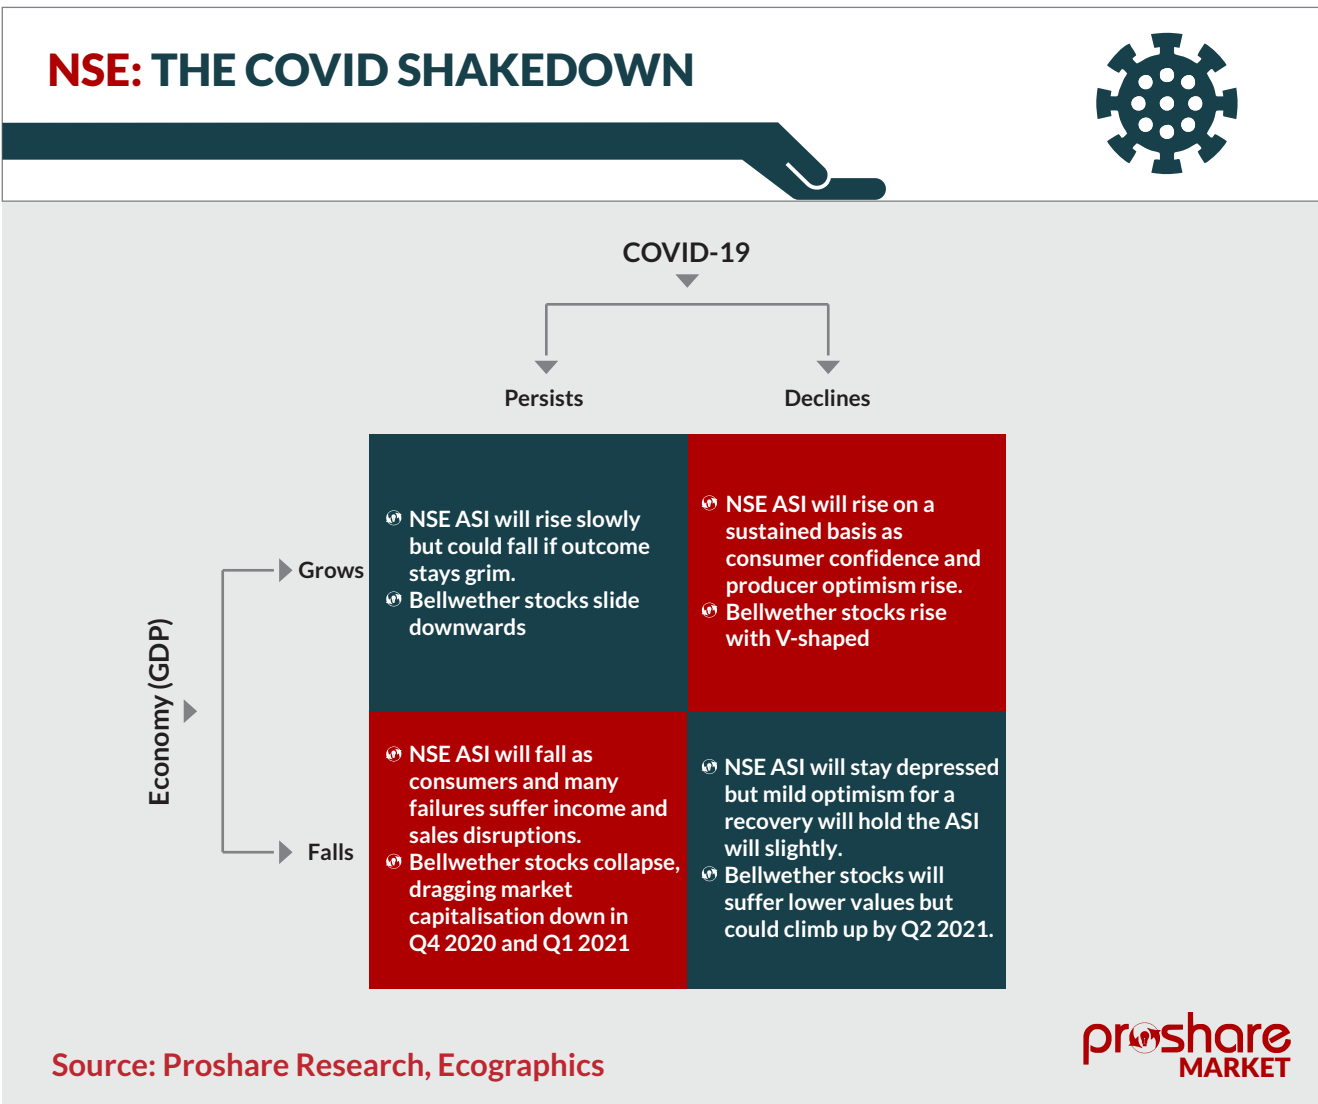 NSE: THE COVID SHAKEDOWN
COVID-19
Persists
Declines
Economy (GDP)
Grows
NSE ASI will rise slowly
but could fall if outcome
stays grim.
Bellwether stocks slide
downwards
NSE ASI will rise on a
sustained basis as
consumer confidence and
producer optimism rise.
Bellwether stocks rise
with V-shaped
Falls
NSE ASI will fall as
consumers and many
failures suffer income and
sales disruptions.
Bellwether stocks collapse,
dragging market
capitalisation down in
Q4 2020 and Q1 2021
NSE ASI will stay depressed
but mild optimism for a
recovery will hold the ASI
will slightly.
Bellwether stocks will
suffer lower values but
could climb up by Q2 2021.
Source: Proshare Research, Ecographics
proshare
MARKET